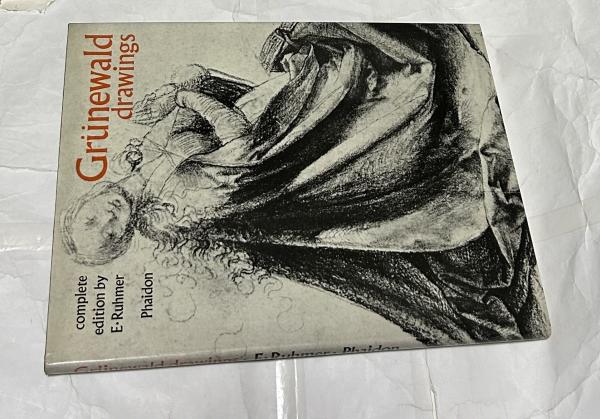 Grünewald
drawings
complete
edition by
E·Ruhmer
Phaidon
Grünewald drawings E·Ruhmer·Phaidon